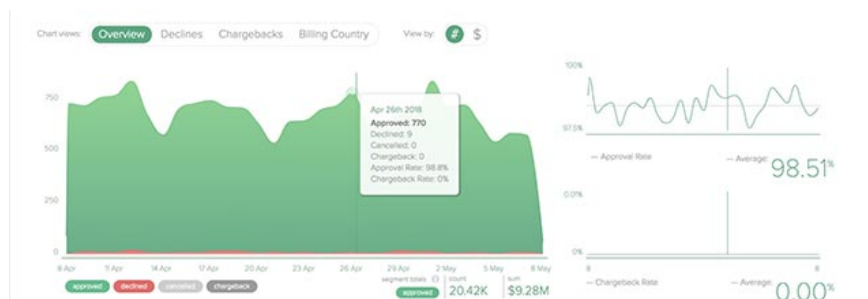 Chart views: Overview Declines Chargebacks Billing Country View by: # $
100%
750
500
250
0
Apr 26th 2018
Approved: 770
Declined: 9
Cancelled: 0
Chargeback: 0
Approval Rate: 98.8%
Chargeback Rate: 0%
97.5%
— Approval Rate — Average: 98.51%
0.01%
0%
8 Apr 11 Apr 14 Apr 17 Apr 20 Apr 23 Apr 26 Apr 29 Apr 2 May 5 May 8 May
8 8
approved declined cancelled chargeback
segment totals count sum
approved 20.42K $9.28M
— Chargeback Rate — Average: 0.00%